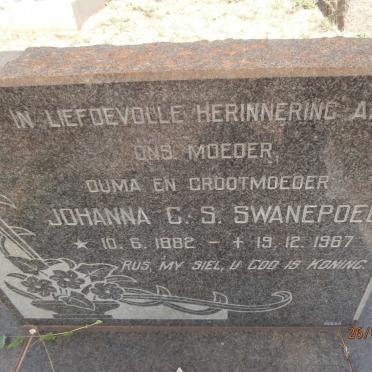 IN LIEFDEVOLLE HERINNERING A
ONS MOEDER,
OUMA EN GROOTMOEDER
JOHANNA C. S. SWANEPOEL
* 10. 6. 1882 - + 19. 12. 1967
RUS, MY SIEL, U GOD IS KONING.
26/